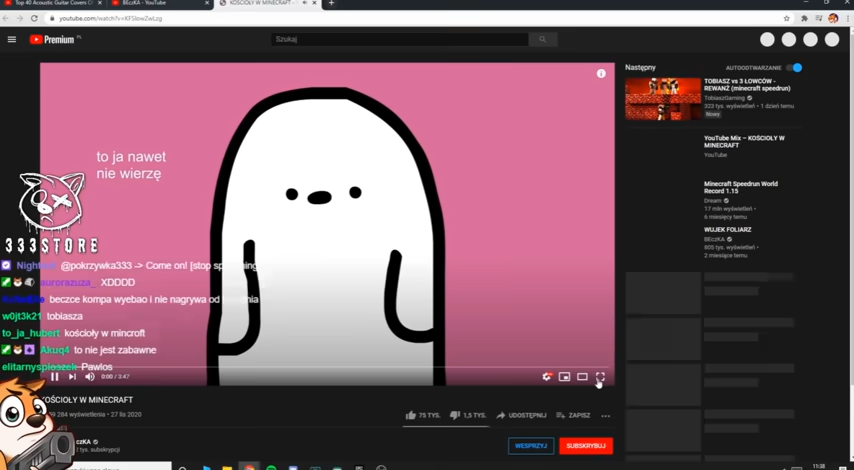 Top 40 Acoustic Guitar Covers
BEczKA - YouTube
KOŚCIOŁY W MINECRAFT -
youtube.com/watch?v=
Premium PL
Szukaj
to ja nawet
nie wierzę
333STORE
@pokrzywka333 -> Come on! [stop
aurorazuza_ XDDDD
beczce kompa wyebao i nie nagrywa od
w0jt3k21 tobiasza
to_ja_hubert kościoły w mincroft
Akuq4 to nie jest zabawne
elitarnyspioszek Pawlos
0:00 / 3:47
KOŚCIOŁY W MINECRAFT
284 wyświetlenia • 27 lis 2020
75 TYS.
1,5 TYS.
UDOSTĘPNIJ
ZAPISZ
WESPRZYJ
SUBSKRYBUJ
Następny
AUTOODTWARZANIE
TOBIASZ vs 3 ŁOWCÓW -
REWANŻ (minecraft speedrun)
TobiaszGaming
323 tys. wyświetleń • 1 dzień temu
Nowy
YouTube Mix – KOŚCIOŁY W
MINECRAFT
YouTube
Minecraft Speedrun World
Record 1.15
Dream
17 mln wyświetleń •
6 miesięcy temu
WUJEK FOLIARZ
BEczKA
805 tys. wyświetleń •
2 miesiące temu
11:38